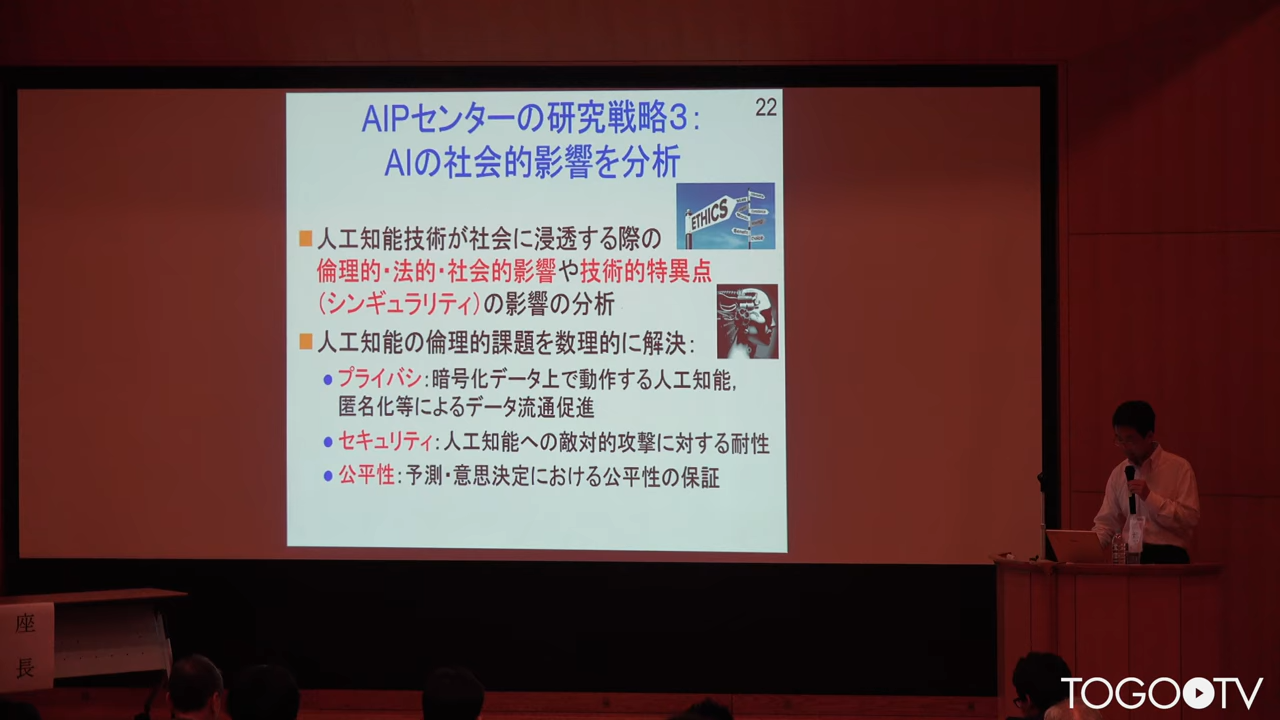 AIPセンターの研究戦略3:
22
AIの社会的影響を分析
ETHICS
■人工知能技術が社会に浸透する際の
倫理的・法的・社会的影響や技術的特異点
(シンギュラリティ)の影響の分析
■人工知能の倫理的課題を数理的に解決:
●プライバシ:暗号化データ上で動作する人工知能,
匿名化等によるデータ流通促進
●セキュリティ:人工知能への敵対的攻撃に対する耐性
●公平性:予測・意思決定における公平性の保証
座長
TOGOTV